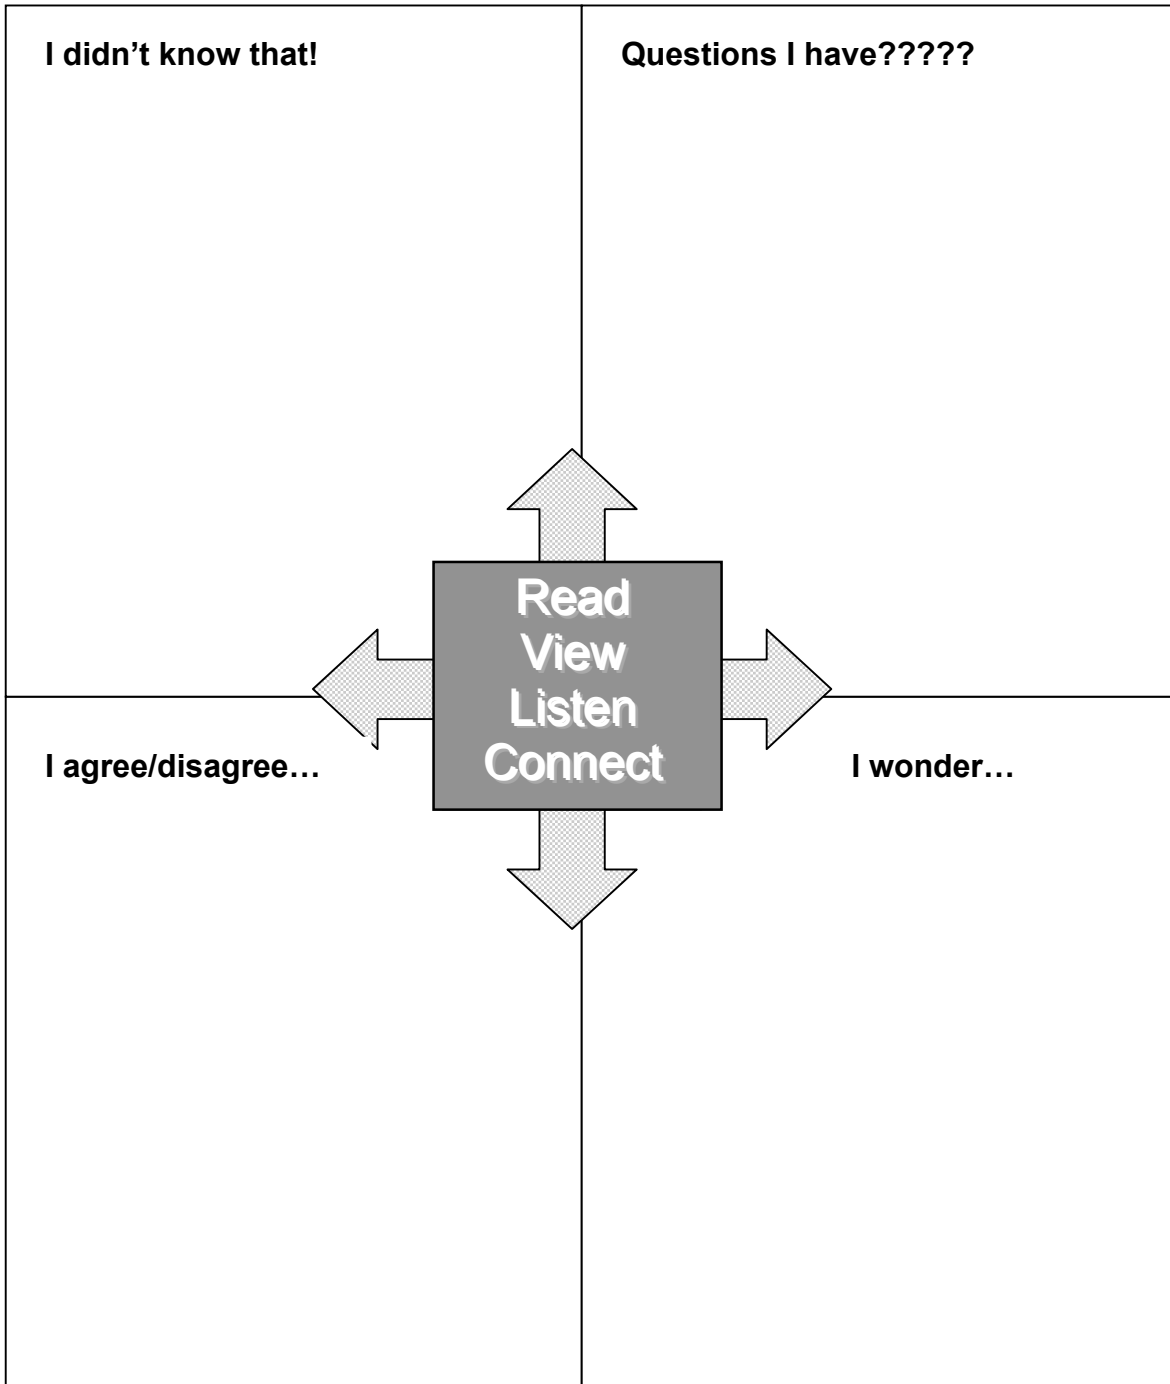 I didn’t know that!
Questions I have?????
Read
View
Listen
Connect
I agree/disagree…
I wonder…